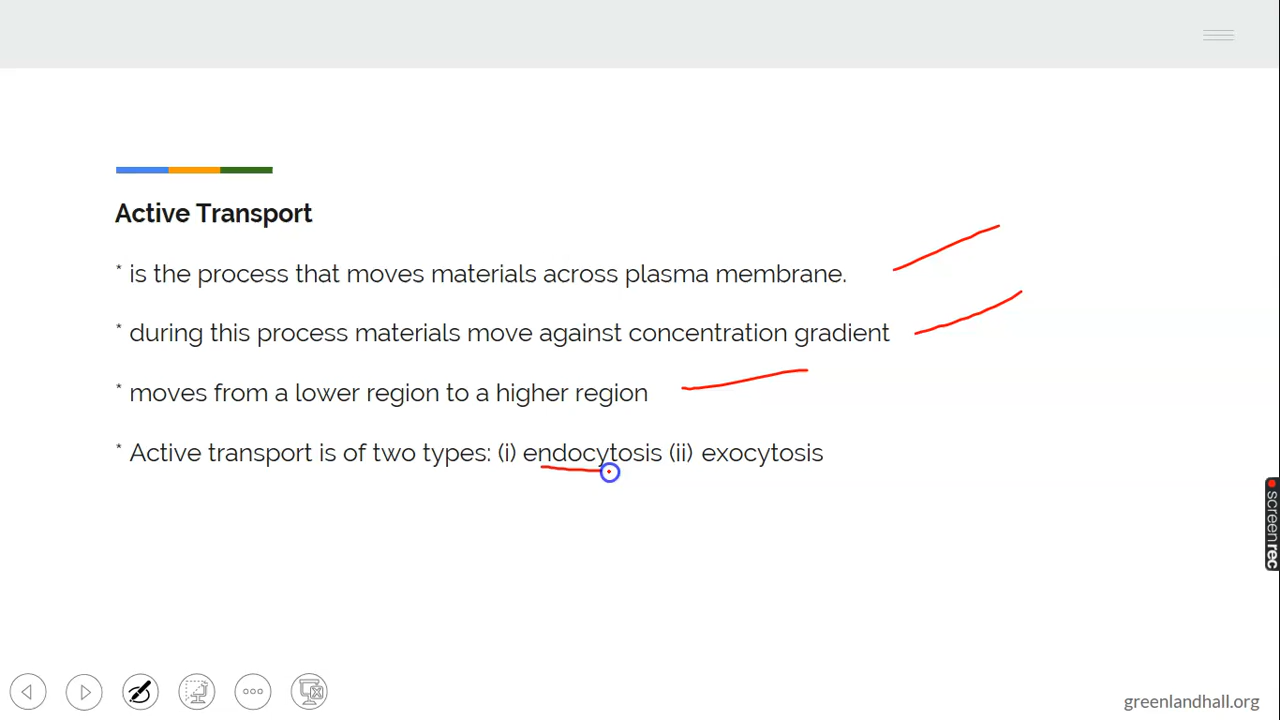 Active Transport
* is the process that moves materials across plasma membrane.
* during this process materials move against concentration gradient
* moves from a lower region to a higher region
* Active transport is of two types: (i) endocytosis (ii) exocytosis
screenrec
greenlandhall.org